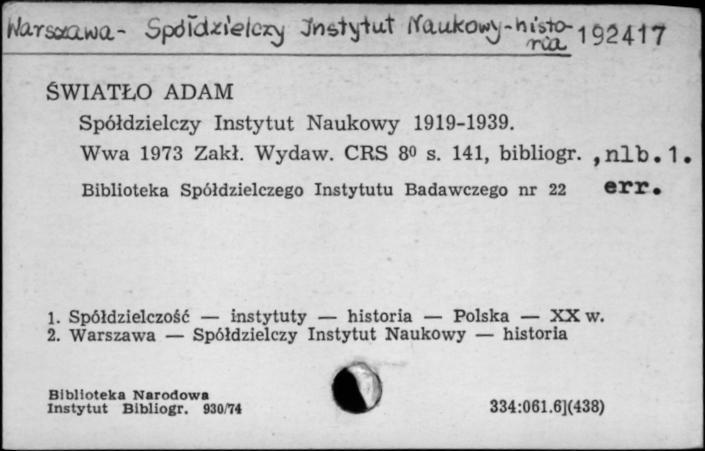 Warszawa- Spółdzielczy Instytut Naukowy-histo-
ria 192417
ŚWIATŁO ADAM
Spółdzielczy Instytut Naukowy 1919-1939.
Wwa 1973 Zakł. Wydaw. CRS 8⁰ s. 141, bibliogr. ,nlb.1.
Biblioteka Spółdzielczego Instytutu Badawczego nr 22 err.
1. Spółdzielczość — instytuty — historia — Polska — XX w.
2. Warszawa — Spółdzielczy Instytut Naukowy — historia
Biblioteka Narodowa
Instytut Bibliogr. 930/74 334:061.6](438)